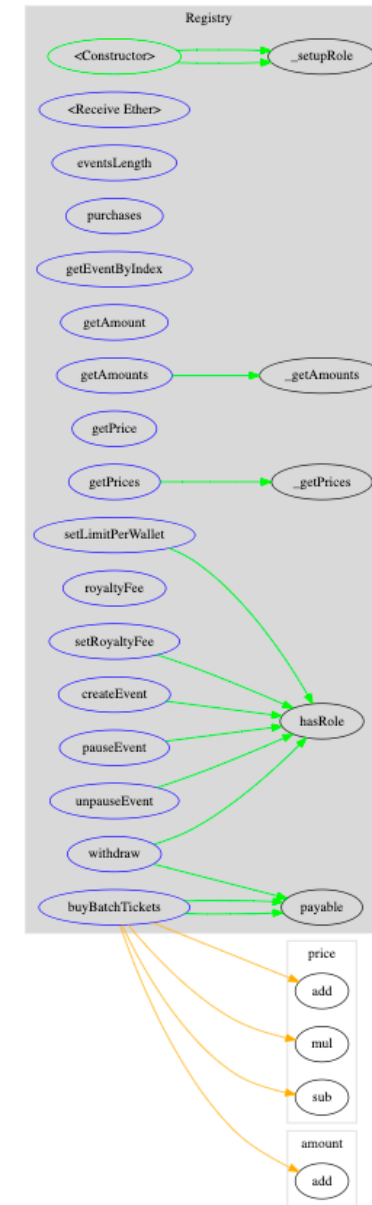 Registry
<Constructor>
_setupRole
<Receive Ether>
eventsLength
purchases
getEventByIndex
getAmount
getAmounts
_getAmounts
getPrice
getPrices
_getPrices
setLimitPerWallet
royaltyFee
setRoyaltyFee
createEvent
hasRole
pauseEvent
unpauseEvent
withdraw
buyBatchTickets
payable
price
add
mul
sub
amount
add